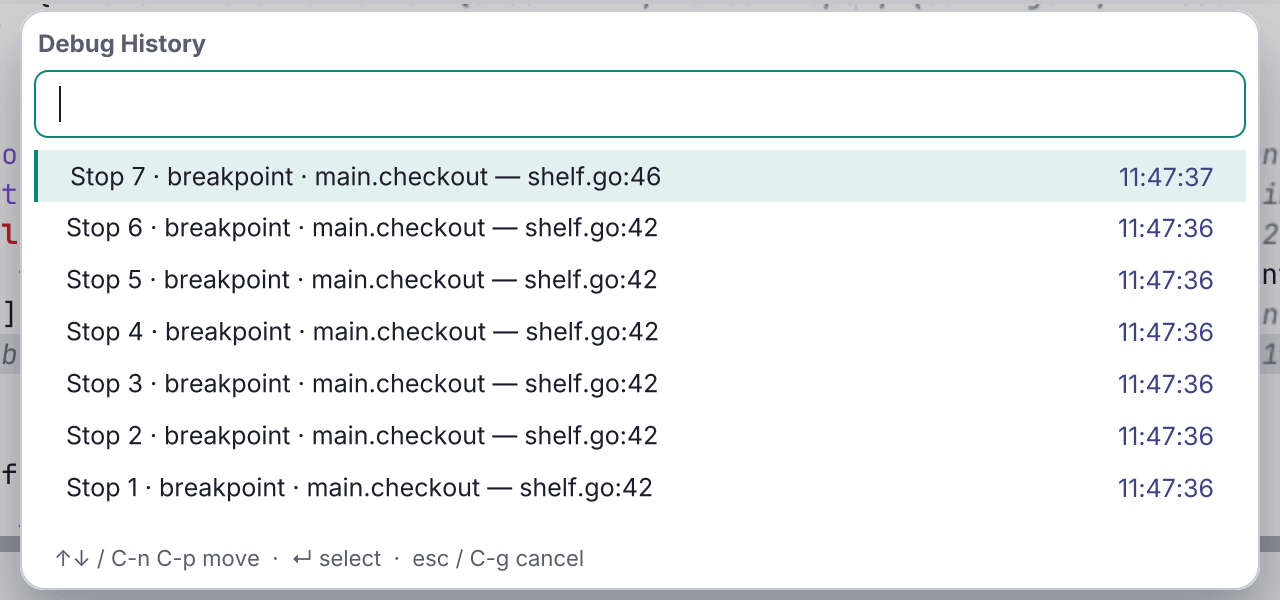 Debug History
Stop 7 · breakpoint · main.checkout — shelf.go:46 11:47:37
Stop 6 · breakpoint · main.checkout — shelf.go:42 11:47:36
Stop 5 · breakpoint · main.checkout — shelf.go:42 11:47:36
Stop 4 · breakpoint · main.checkout — shelf.go:42 11:47:36
Stop 3 · breakpoint · main.checkout — shelf.go:42 11:47:36
Stop 2 · breakpoint · main.checkout — shelf.go:42 11:47:36
Stop 1 · breakpoint · main.checkout — shelf.go:42 11:47:36
↑↓ / C-n C-p move · ↵ select · esc / C-g cancel